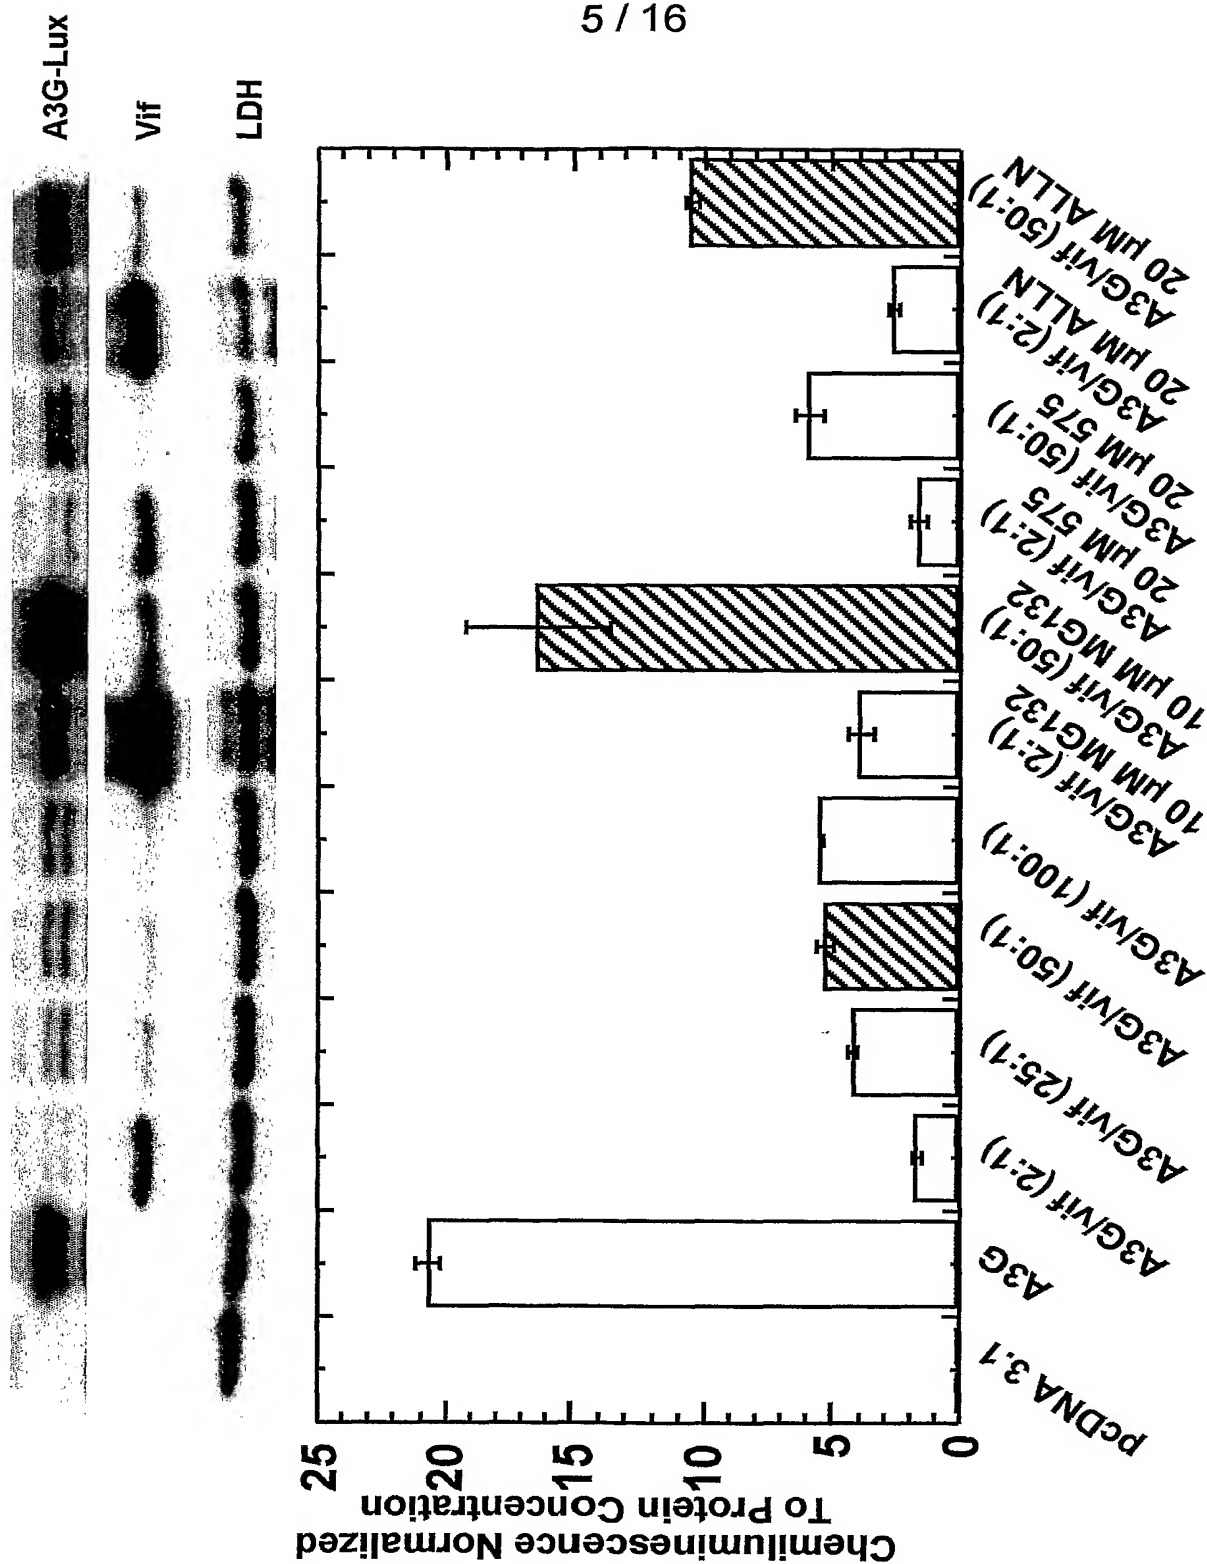 5 / 16
A3G-Lux
Vif
LDH
Chemiluminescence Normalized
To Protein Concentration
25
20
15
10
5
0
pcDNA 3.1
A3G
A3G/vif (2:1)
A3G/vif (25:1)
A3G/vif (50:1)
A3G/vif (100:1)
A3G/vif (2:1)
10 µM MG132
A3G/vif (50:1)
10 µM MG132
A3G/vif (2:1)
20 µM 575
A3G/vif (50:1)
20 µM 575
A3G/vif (2:1)
20 µM ALLN
A3G/vif (50:1)
20 µM ALLN